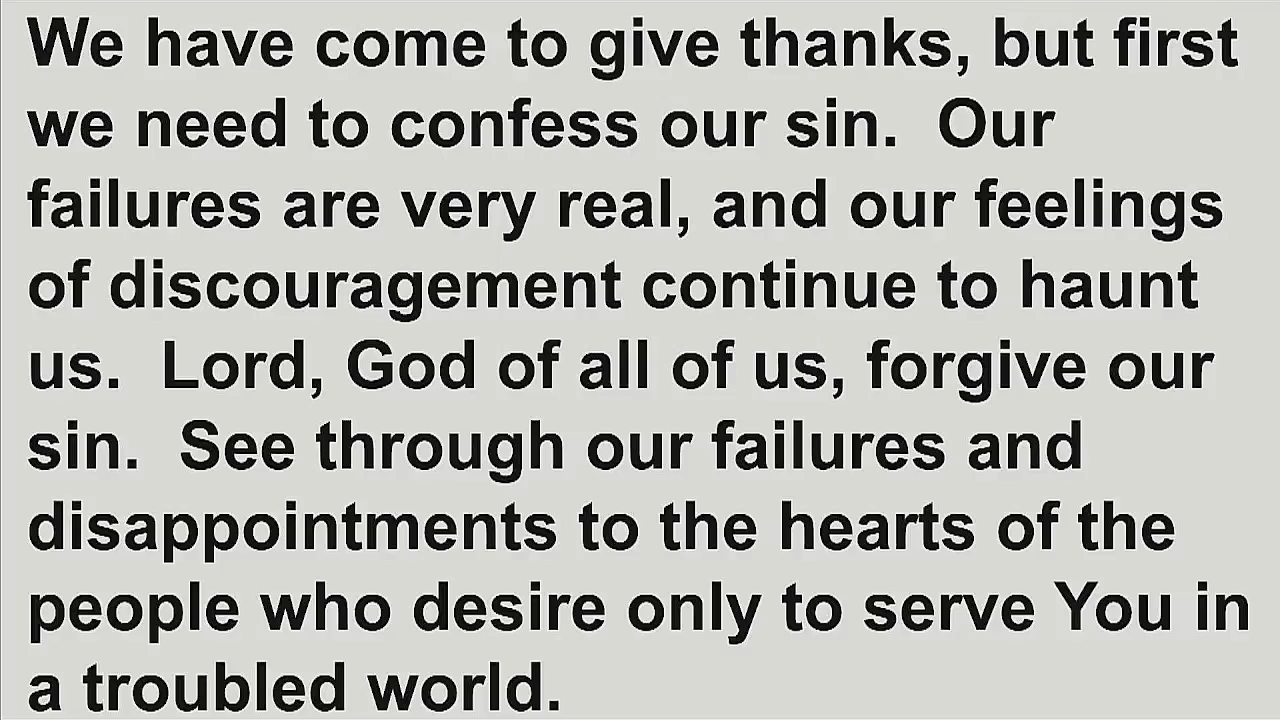 We have come to give thanks, but first
we need to confess our sin.  Our
failures are very real, and our feelings
of discouragement continue to haunt
us.  Lord, God of all of us, forgive our
sin.  See through our failures and
disappointments to the hearts of the
people who desire only to serve You in
a troubled world.